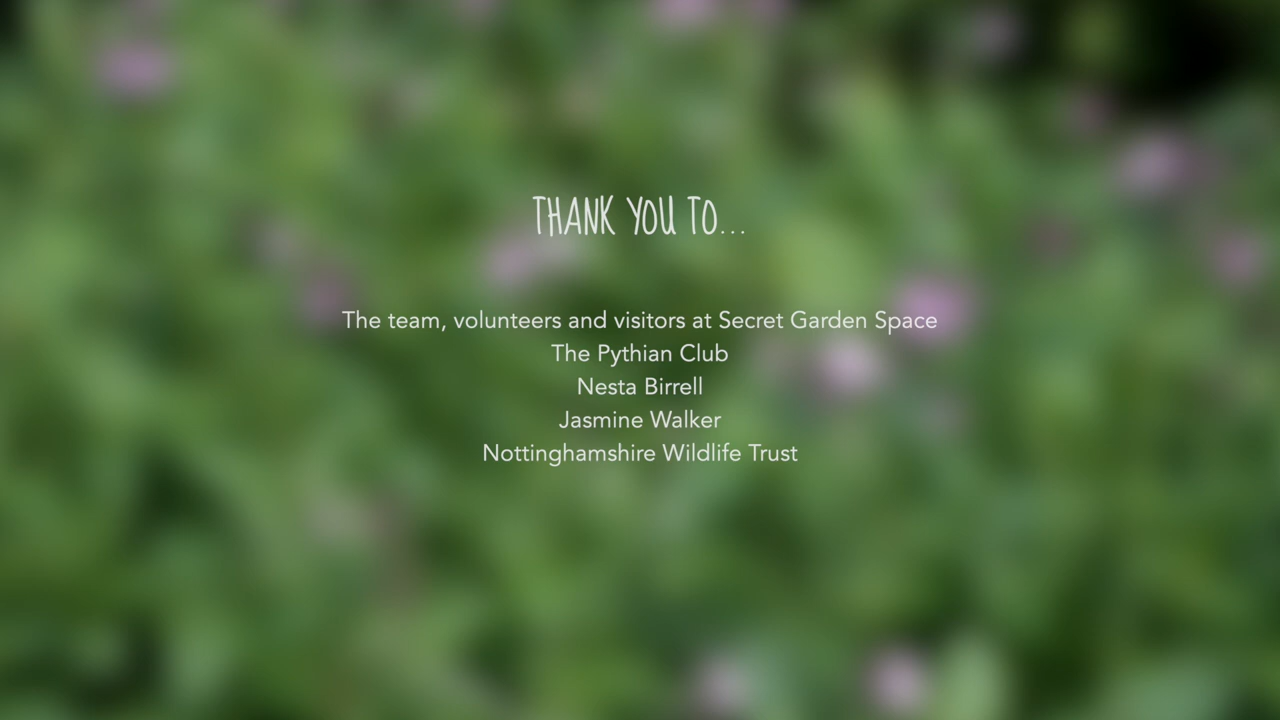 THANK YOU TO...
The team, volunteers and visitors at Secret Garden Space
The Pythian Club
Nesta Birrell
Jasmine Walker
Nottinghamshire Wildlife Trust